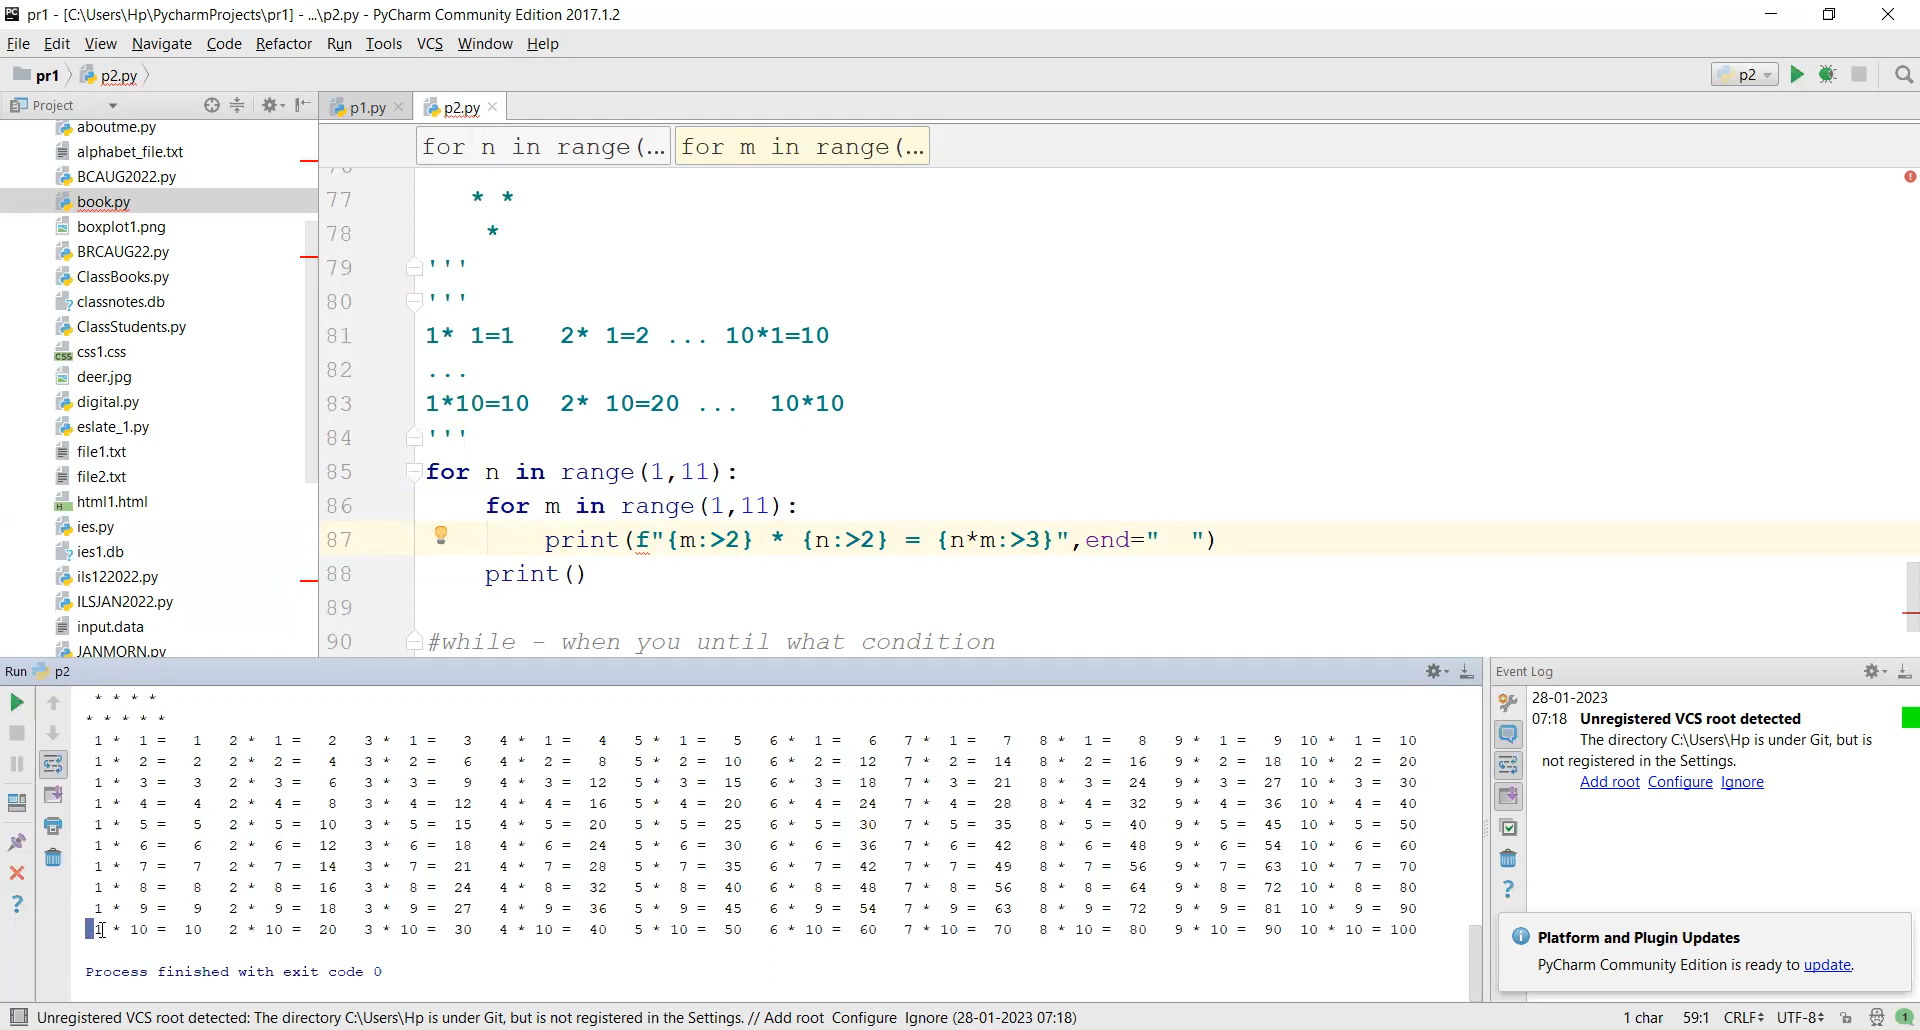 pr1 - [C:\Users\Hp\PycharmProjects\pr1] - ...\p2.py - PyCharm Community Edition 2017.1.2
File Edit View Navigate Code Refactor Run Tools VCS Window Help
pr1 p2.py p2
Project p1.py p2.py
for n in range(... for m in range(...
aboutme.py
alphabet_file.txt
BCAUG2022.py
book.py
boxplot1.png
BRCAUG22.py
ClassBooks.py
classnotes.db
ClassStudents.py
css1.css
deer.jpg
digital.py
eslate_1.py
file1.txt
file2.txt
html1.html
ies.py
ies1.db
ils122022.py
ILSJAN2022.py
input.data
JANMORN.py
76
77 * *
78 *
79 '''
80 '''
81 1* 1=1 2* 1=2 ... 10*1=10
82 ...
83 1*10=10 2* 10=20 ... 10*10
84 '''
85 for n in range(1,11):
86 for m in range(1,11):
87 print(f"{m:>2} * {n:>2} = {n*m:>3}",end="  ")
88 print()
89
90 #while - when you until what condition
Run p2
* * * *
* * * * *
1 * 1 = 1 2 * 1 = 2 3 * 1 = 3 4 * 1 = 4 5 * 1 = 5 6 * 1 = 6 7 * 1 = 7 8 * 1 = 8 9 * 1 = 9 10 * 1 = 10
1 * 2 = 2 2 * 2 = 4 3 * 2 = 6 4 * 2 = 8 5 * 2 = 10 6 * 2 = 12 7 * 2 = 14 8 * 2 = 16 9 * 2 = 18 10 * 2 = 20
1 * 3 = 3 2 * 3 = 6 3 * 3 = 9 4 * 3 = 12 5 * 3 = 15 6 * 3 = 18 7 * 3 = 21 8 * 3 = 24 9 * 3 = 27 10 * 3 = 30
1 * 4 = 4 2 * 4 = 8 3 * 4 = 12 4 * 4 = 16 5 * 4 = 20 6 * 4 = 24 7 * 4 = 28 8 * 4 = 32 9 * 4 = 36 10 * 4 = 40
1 * 5 = 5 2 * 5 = 10 3 * 5 = 15 4 * 5 = 20 5 * 5 = 25 6 * 5 = 30 7 * 5 = 35 8 * 5 = 40 9 * 5 = 45 10 * 5 = 50
1 * 6 = 6 2 * 6 = 12 3 * 6 = 18 4 * 6 = 24 5 * 6 = 30 6 * 6 = 36 7 * 6 = 42 8 * 6 = 48 9 * 6 = 54 10 * 6 = 60
1 * 7 = 7 2 * 7 = 14 3 * 7 = 21 4 * 7 = 28 5 * 7 = 35 6 * 7 = 42 7 * 7 = 49 8 * 7 = 56 9 * 7 = 63 10 * 7 = 70
1 * 8 = 8 2 * 8 = 16 3 * 8 = 24 4 * 8 = 32 5 * 8 = 40 6 * 8 = 48 7 * 8 = 56 8 * 8 = 64 9 * 8 = 72 10 * 8 = 80
1 * 9 = 9 2 * 9 = 18 3 * 9 = 27 4 * 9 = 36 5 * 9 = 45 6 * 9 = 54 7 * 9 = 63 8 * 9 = 72 9 * 9 = 81 10 * 9 = 90
1 * 10 = 10 2 * 10 = 20 3 * 10 = 30 4 * 10 = 40 5 * 10 = 50 6 * 10 = 60 7 * 10 = 70 8 * 10 = 80 9 * 10 = 90 10 * 10 = 100
Process finished with exit code 0
Event Log
28-01-2023
07:18 Unregistered VCS root detected
The directory C:\Users\Hp is under Git, but is
not registered in the Settings.
Add root Configure Ignore
Platform and Plugin Updates
PyCharm Community Edition is ready to update.
Unregistered VCS root detected: The directory C:\Users\Hp is under Git, but is not registered in the Settings. // Add root Configure Ignore (28-01-2023 07:18) 1 char 59:1 CRLF UTF-8 1